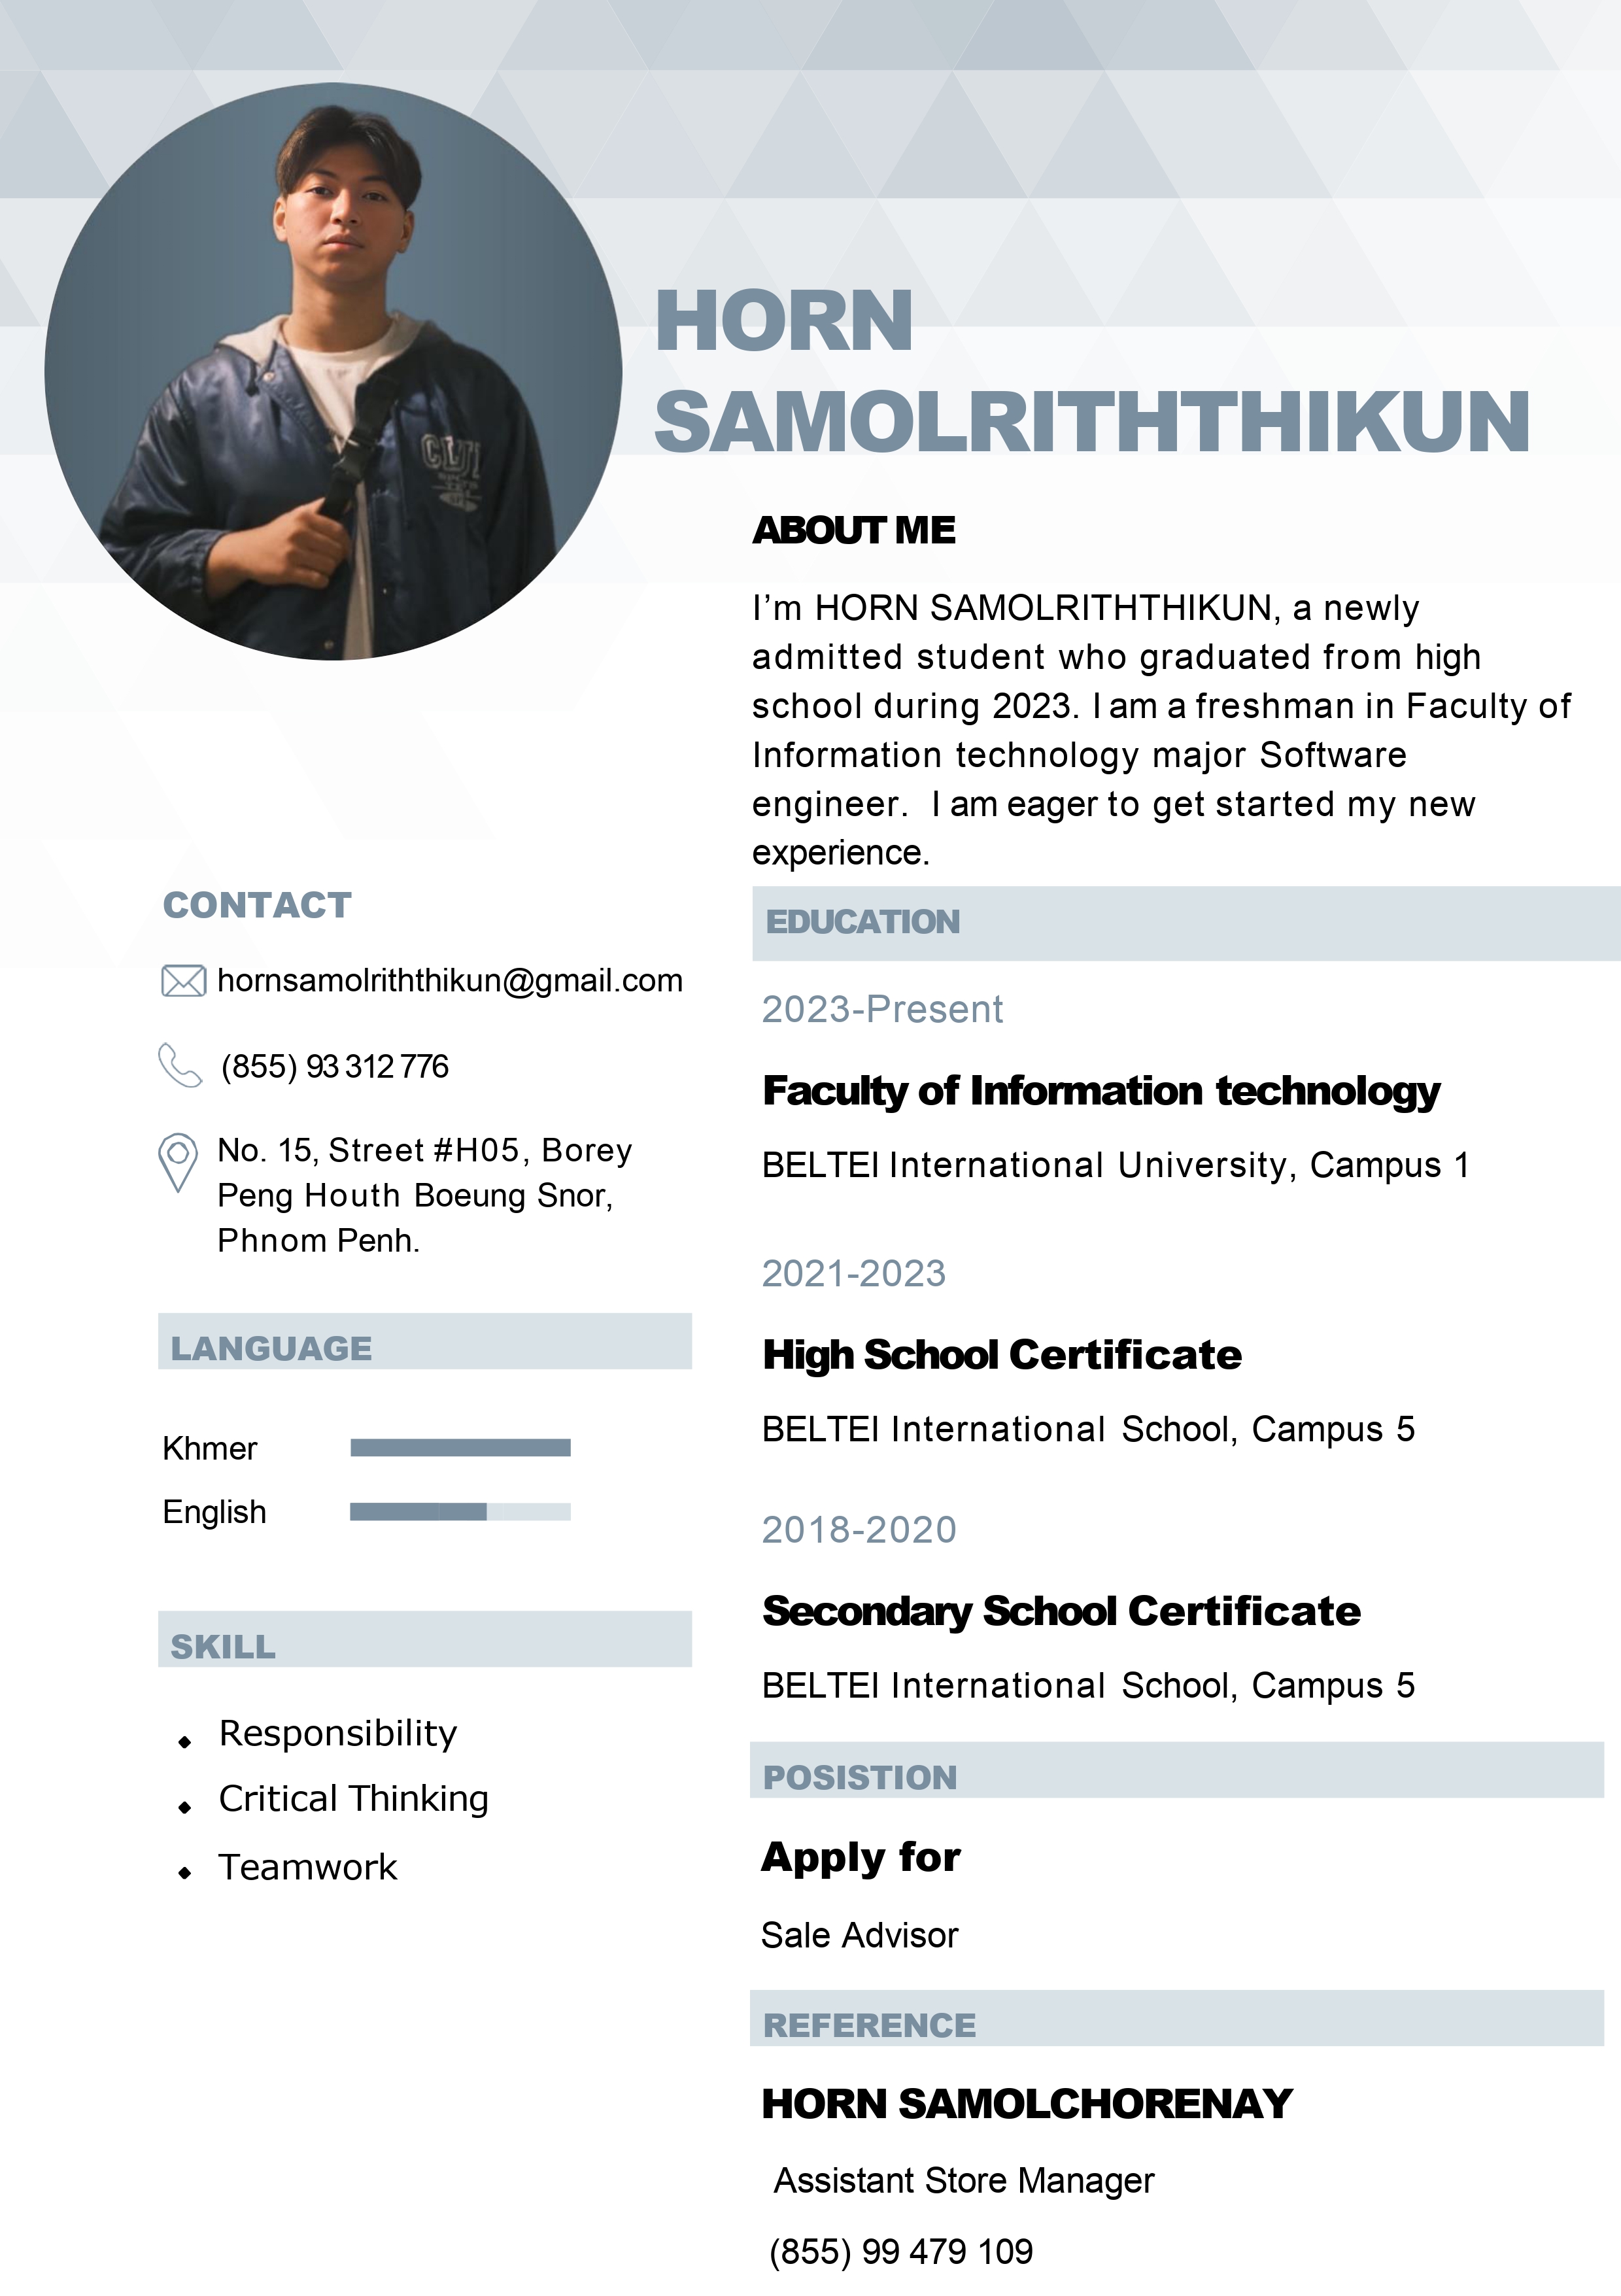 HORN
SAMOLRITHTHIKUN
ABOUT ME
I’m HORN SAMOLRITHTHIKUN, a newly
admitted student who graduated from high
school during 2023. I am a freshman in Faculty of
Information technology major Software
engineer. I am eager to get started my new
experience.
CONTACT
hornsamolriththikun@gmail.com
(855) 93 312 776
No. 15, Street #H05, Borey
Peng Houth Boeung Snor,
Phnom Penh.
LANGUAGE
Khmer
English
SKILL
Responsibility
Critical Thinking
Teamwork
EDUCATION
2023-Present
Faculty of Information technology
BELTEI International University, Campus 1
2021-2023
High School Certificate
BELTEI International School, Campus 5
2018-2020
Secondary School Certificate
BELTEI International School, Campus 5
POSISTION
Apply for
Sale Advisor
REFERENCE
HORN SAMOLCHORENAY
Assistant Store Manager
(855) 99 479 109